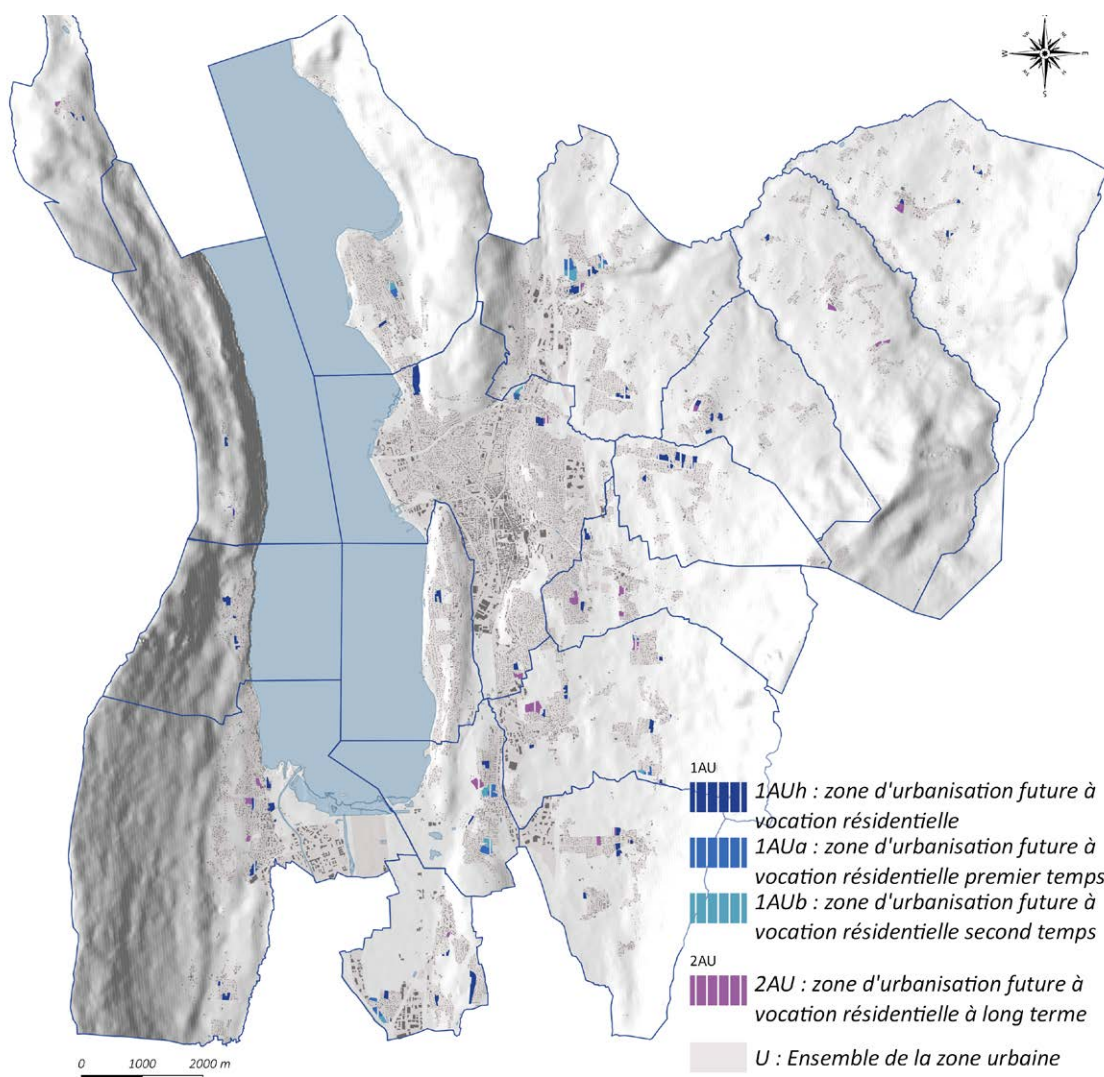 W
E
S
1AU
1AUh : zone d'urbanisation future à
vocation résidentielle
1AUa : zone d'urbanisation future à
vocation résidentielle premier temps
1AUb : zone d'urbanisation future à
vocation résidentielle second temps
2AU
2AU : zone d'urbanisation future à
vocation résidentielle à long terme
U : Ensemble de la zone urbaine
0 1000 2000 m